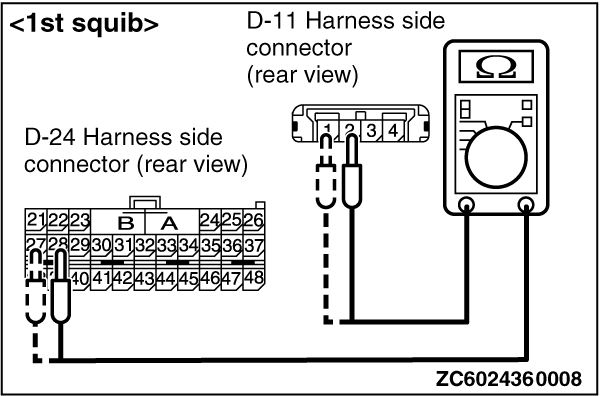 <1st squib>
D-11 Harness side
connector
(rear view)
Ω
1 2 3 4
D-24 Harness side
connector (rear view)
21 22 23 B A 24 25 26
27 28 29 30 31 32 33 34 35 36 37
40 41 42 43 44 45 46 47 48
ZC6024360008